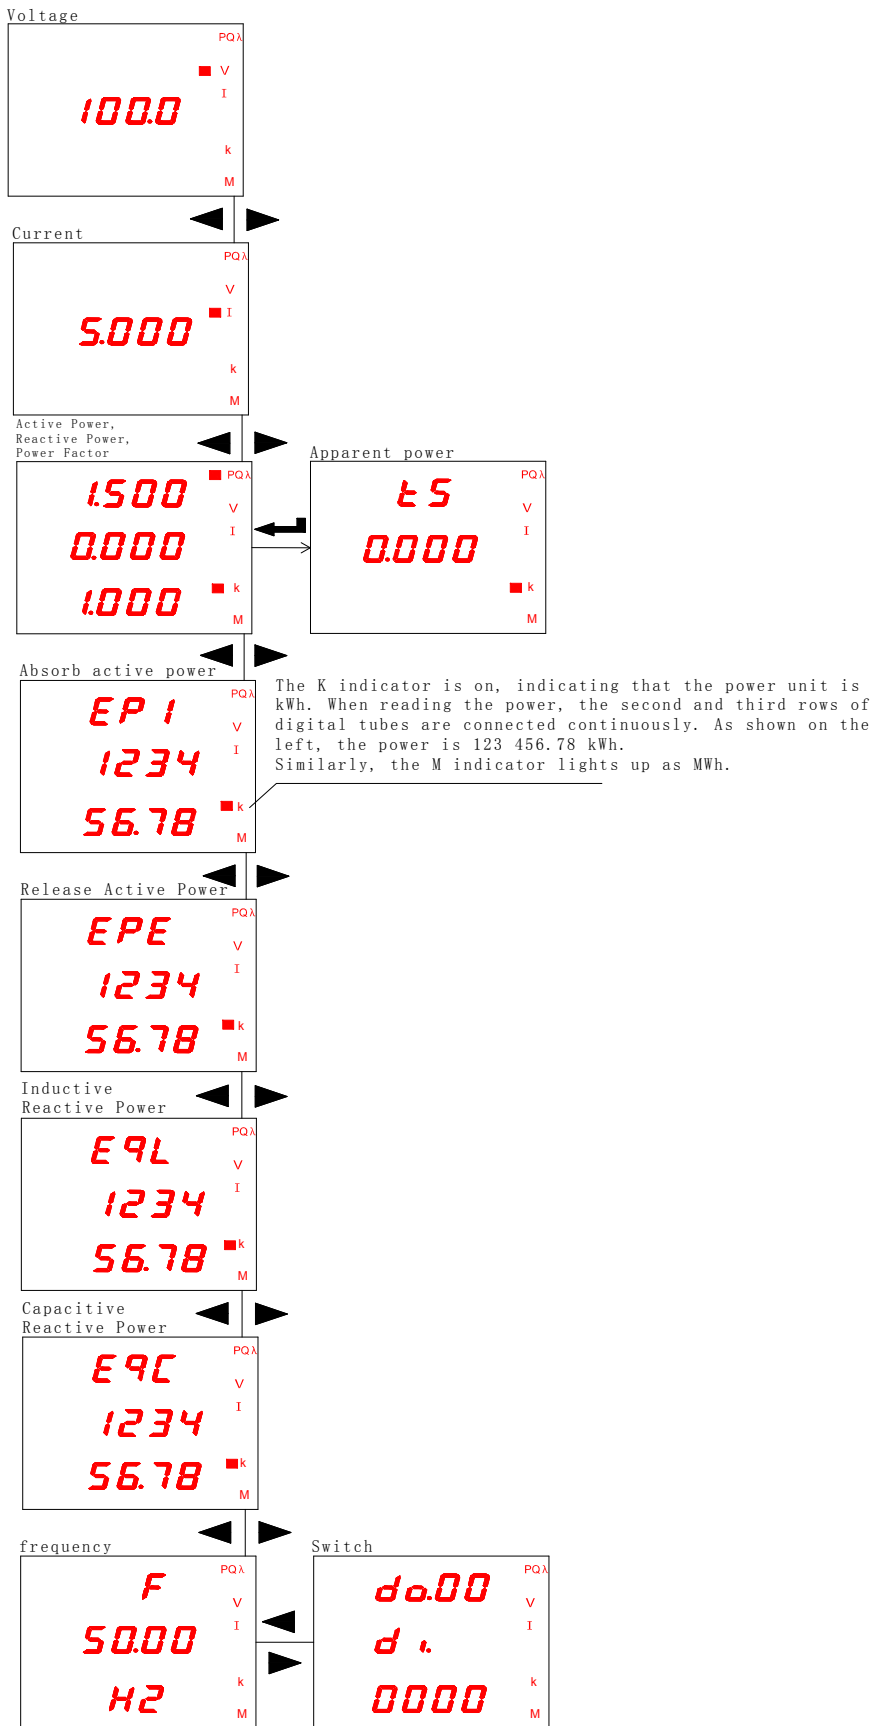 Voltage
PQλ
V
I
100.0
k
M
Current
PQλ
V
I
5.000
k
M
Active Power,
Reactive Power,
Power Factor
PQλ
1.500
V
I
0.000
k
1.000
M
Apparent power
PQλ
tS
V
I
0.000
k
M
Absorb active power
PQλ
EPI
V
I
1234
k
56.78
M
The K indicator is on, indicating that the power unit is
kWh. When reading the power, the second and third rows of
digital tubes are connected continuously. As shown on the
left, the power is 123 456.78 kWh.
Similarly, the M indicator lights up as MWh.
Release Active Power
PQλ
EPE
V
I
1234
k
56.78
M
Inductive
Reactive Power
PQλ
EqL
V
I
1234
k
56.78
M
Capacitive
Reactive Power
PQλ
EqC
V
I
1234
k
56.78
M
frequency
PQλ
F
V
I
50.00
k
HZ
M
Switch
PQλ
do.00
V
I
di.
k
0000
M